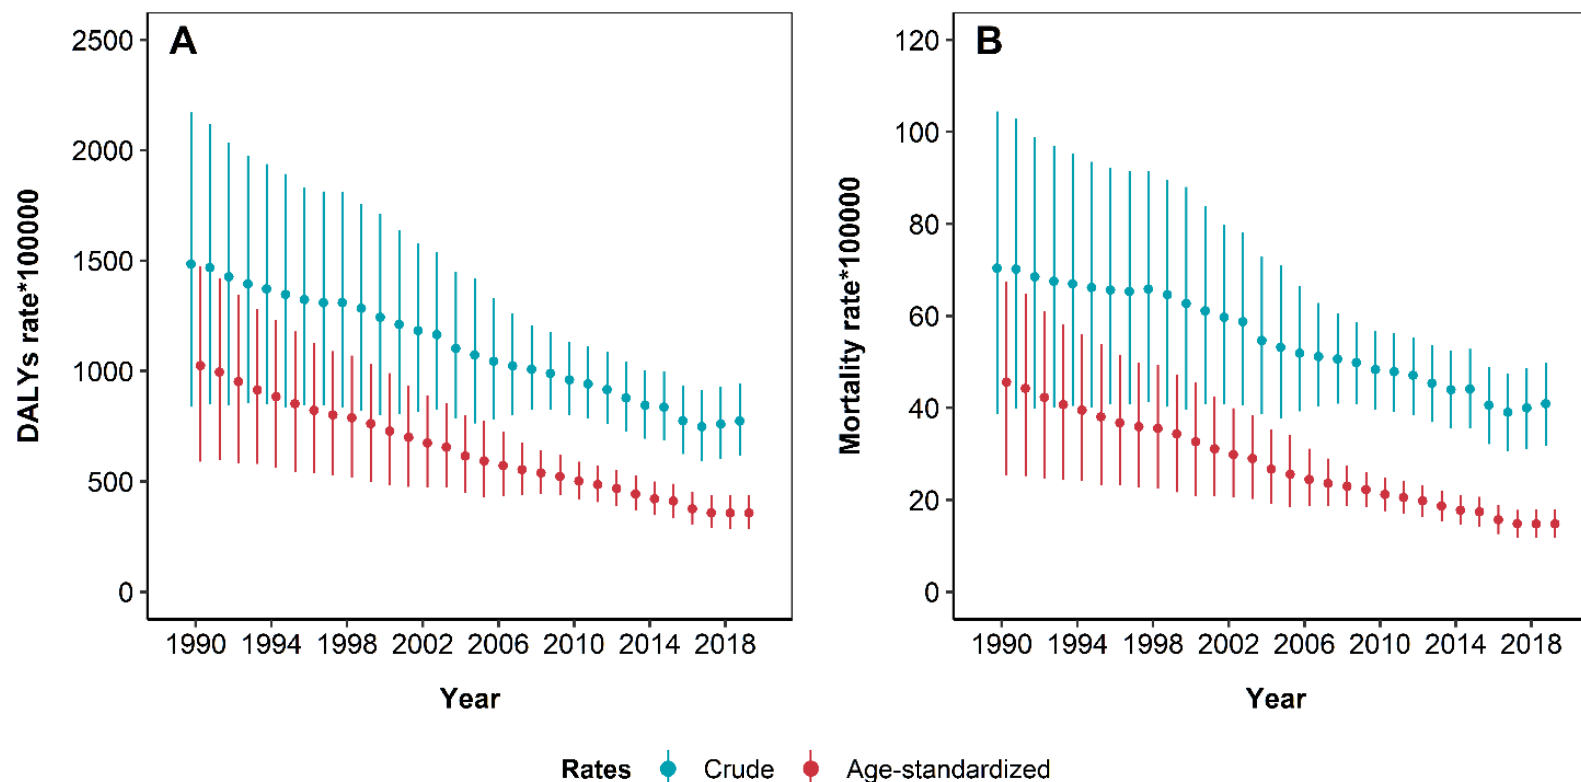 A
DALYs rate*100000
2500
2000
1500
1000
500
0
1990 1994 1998 2002 2006 2010 2014 2018
Year
B
Mortality rate*100000
120
100
80
60
40
20
0
1990 1994 1998 2002 2006 2010 2014 2018
Year
Rates Crude Age-standardized